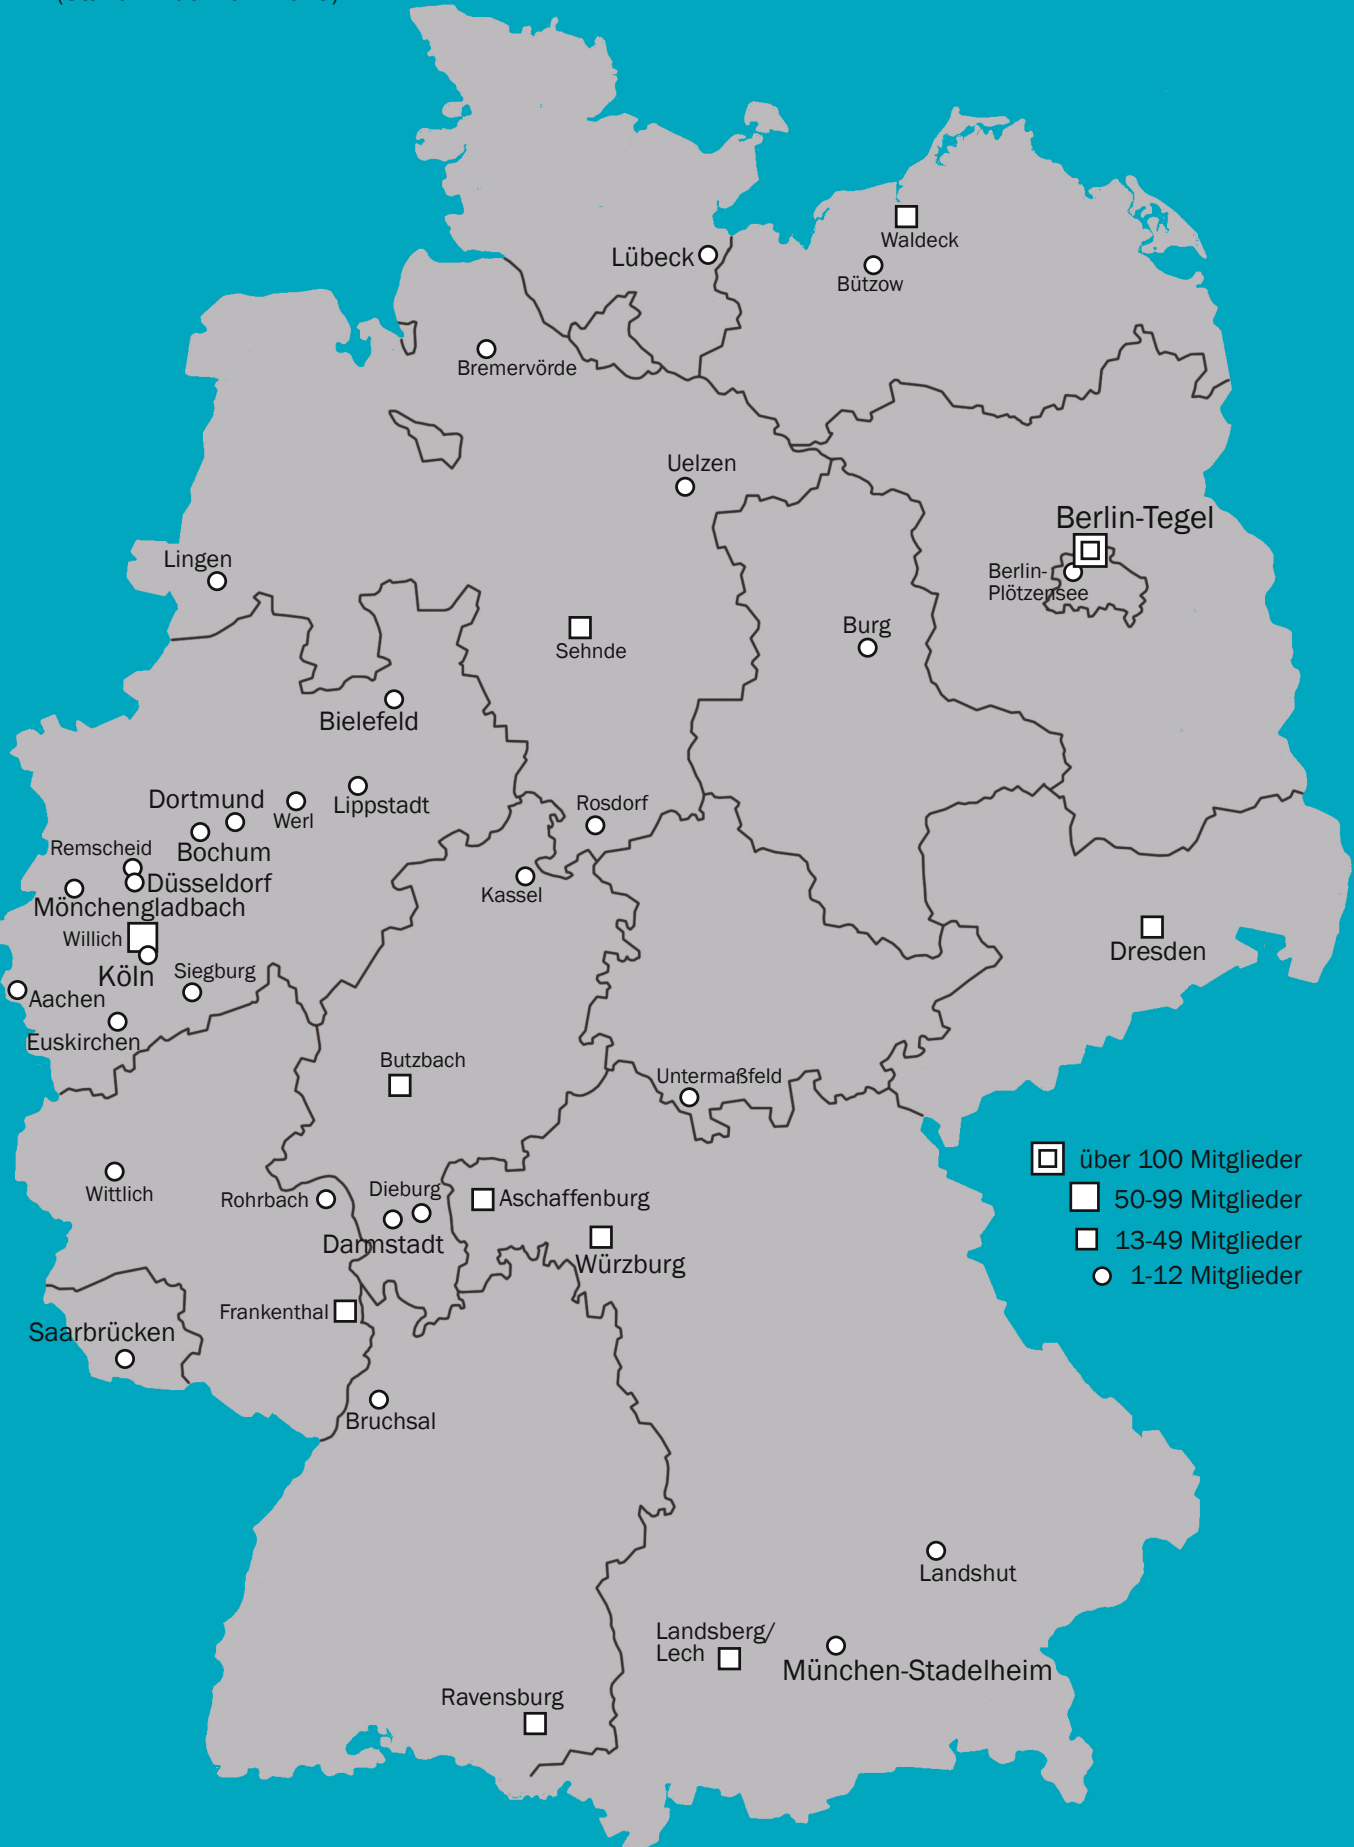 Waldeck
Lübeck
Bützow
Bremervörde
Uelzen
Berlin-Tegel
Lingen
Berlin-
Plötzensee
Burg
Sehnde
Bielefeld
Dortmund
Lippstadt
Rosdorf
Werl
Remscheid
Bochum
Düsseldorf
Kassel
Mönchengladbach
Willich
Dresden
Köln
Siegburg
Aachen
Euskirchen
Butzbach
Untermaßfeld
über 100 Mitglieder
Wittlich
Rohrbach
Dieburg
Aschaffenburg
50-99 Mitglieder
Darmstadt
13-49 Mitglieder
Würzburg
1-12 Mitglieder
Frankenthal
Saarbrücken
Bruchsal
Landshut
Landsberg/
Lech
München-Stadelheim
Ravensburg